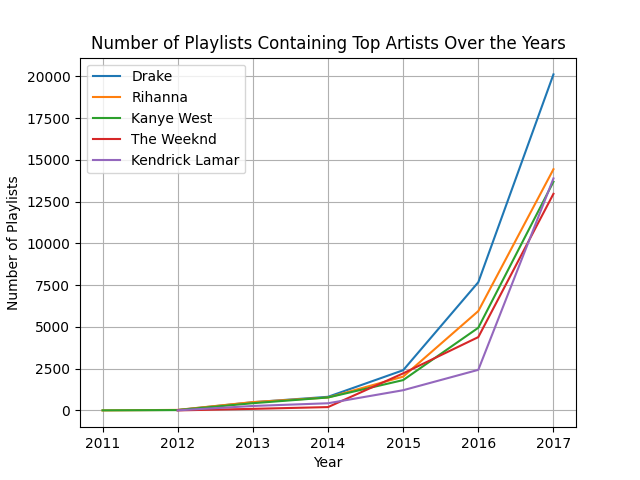 Number of Playlists Containing Top Artists Over the Years
Drake
Rihanna
Kanye West
The Weeknd
Kendrick Lamar
Number of Playlists
20000
17500
15000
12500
10000
7500
5000
2500
0
2011 2012 2013 2014 2015 2016 2017
Year